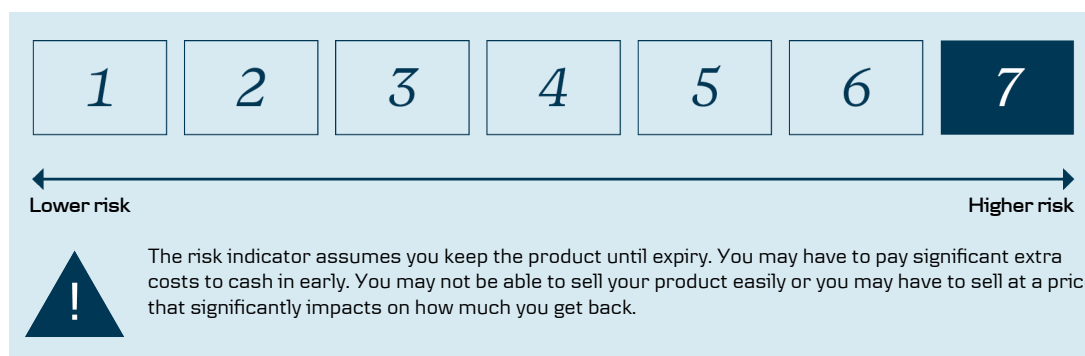 1 2 3 4 5 6 7
Lower risk Higher risk
!
The risk indicator assumes you keep the product until expiry. You may have to pay significant extra
costs to cash in early. You may not be able to sell your product easily or you may have to sell at a pric
that significantly impacts on how much you get back.